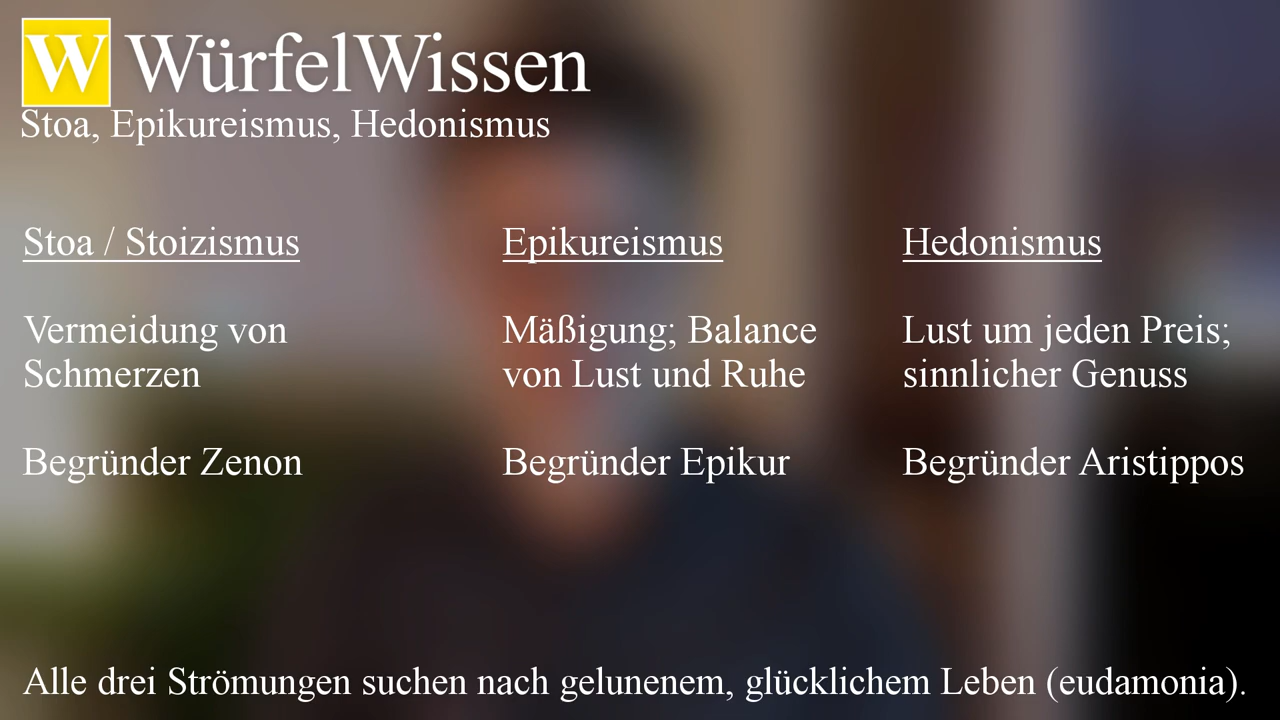 W WürfelWissen
Stoa, Epikureismus, Hedonismus
Stoa / Stoizismus
Vermeidung von
Schmerzen
Begründer Zenon
Epikureismus
Mäßigung; Balance
von Lust und Ruhe
Begründer Epikur
Hedonismus
Lust um jeden Preis;
sinnlicher Genuss
Begründer Aristippos
Alle drei Strömungen suchen nach gelunenem, glücklichem Leben (eudamonia).